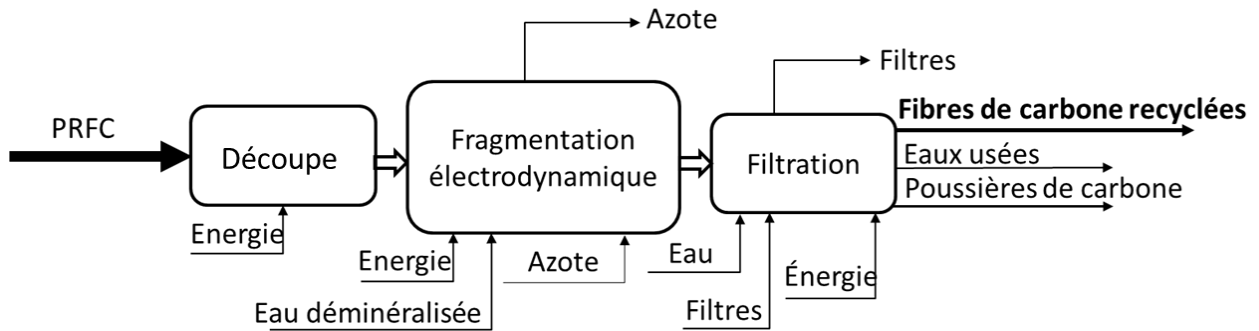 Azote
Filtres
PRFC
Découpe
Fragmentation
électrodynamique
Filtration
Fibres de carbone recyclées
Eaux usées
Poussières de carbone
Energie
Energie
Eau déminéralisée
Azote
Eau
Filtres
Énergie